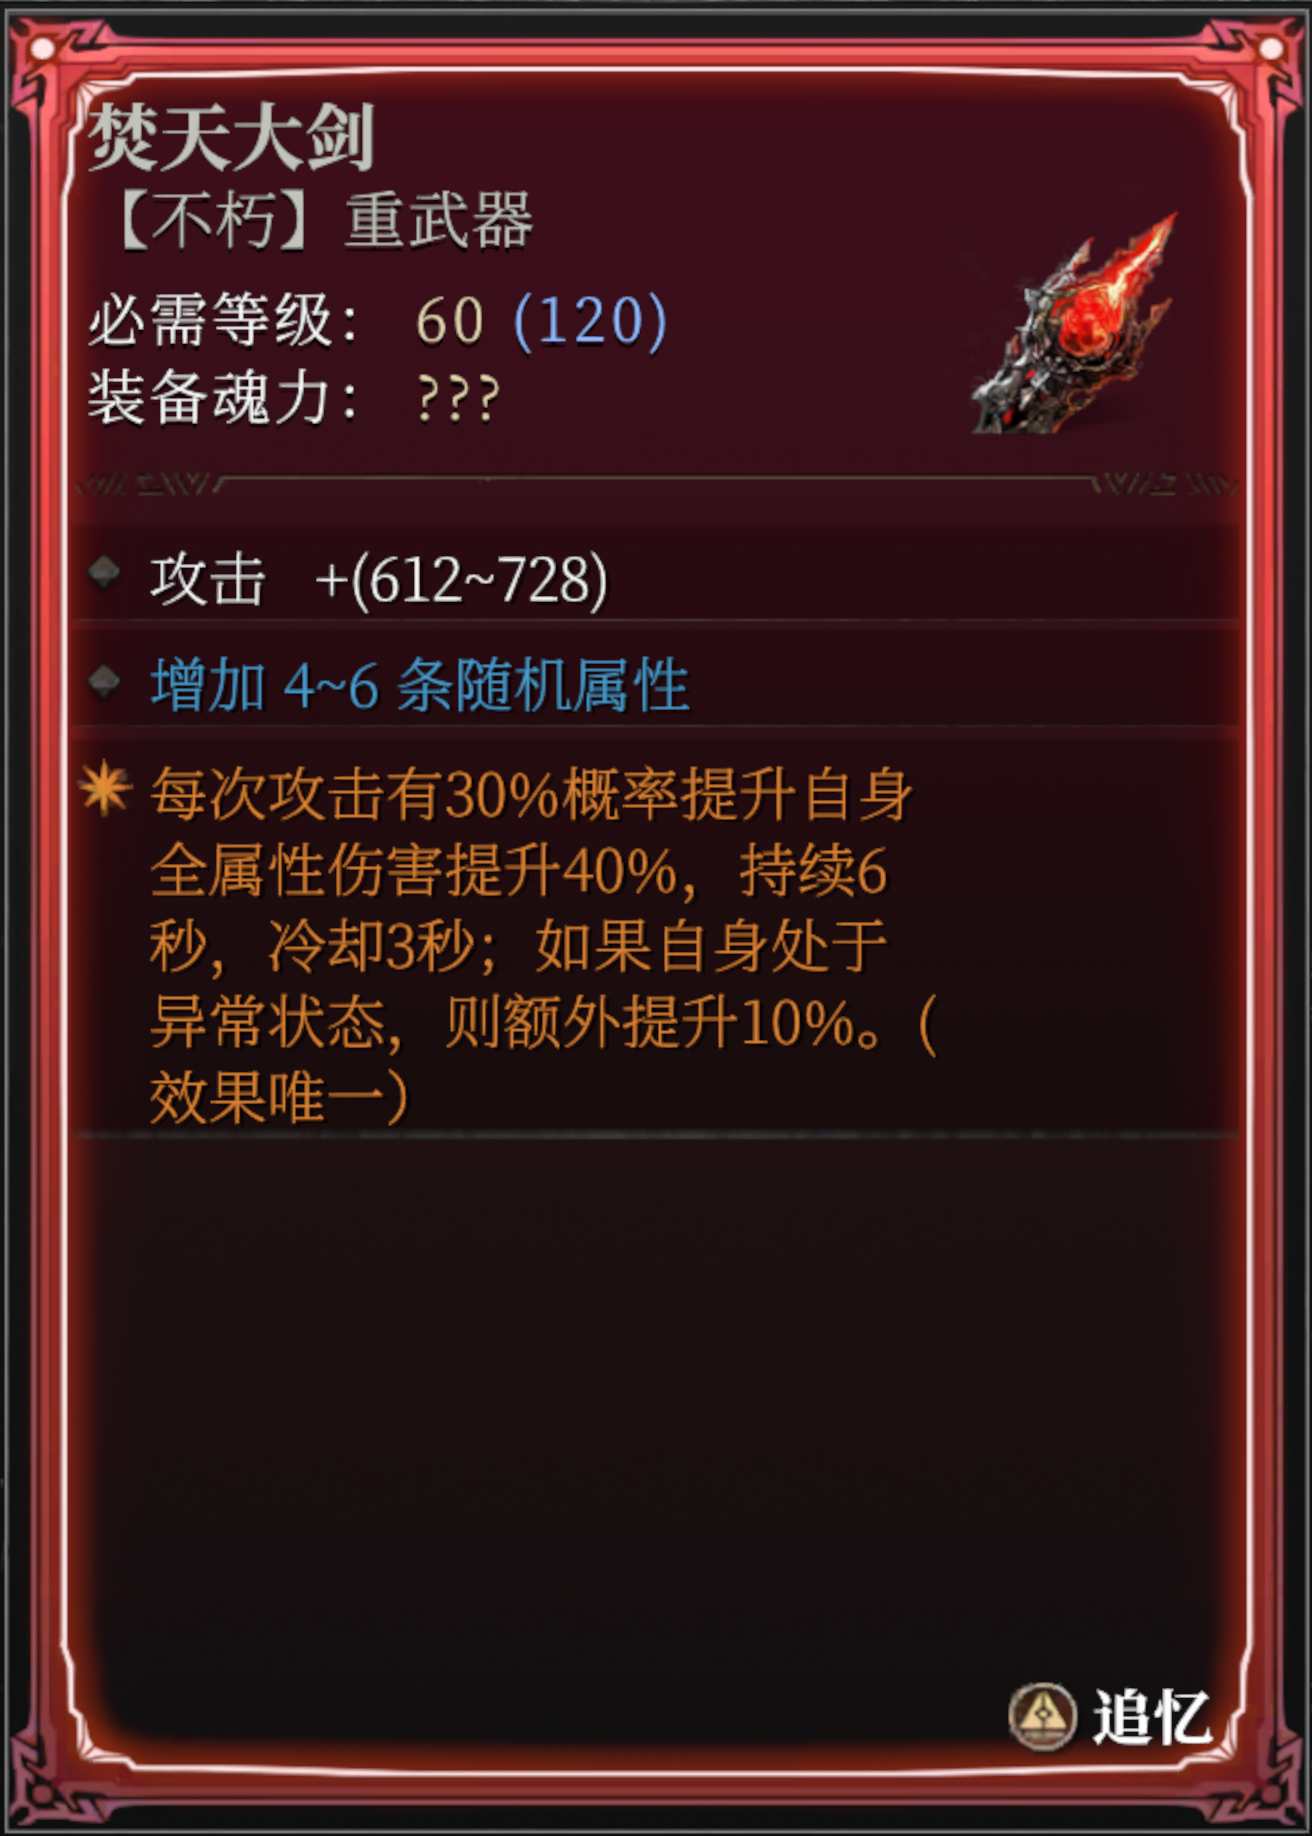 焚天大剑
【不朽】重武器
必需等级： 60 (120)
装备魂力： ???
攻击 +(612~728)
增加 4~6 条随机属性
每次攻击有30%概率提升自身
全属性伤害提升40%，持续6
秒，冷却3秒；如果自身处于
异常状态，则额外提升10%。（
效果唯一）
追忆